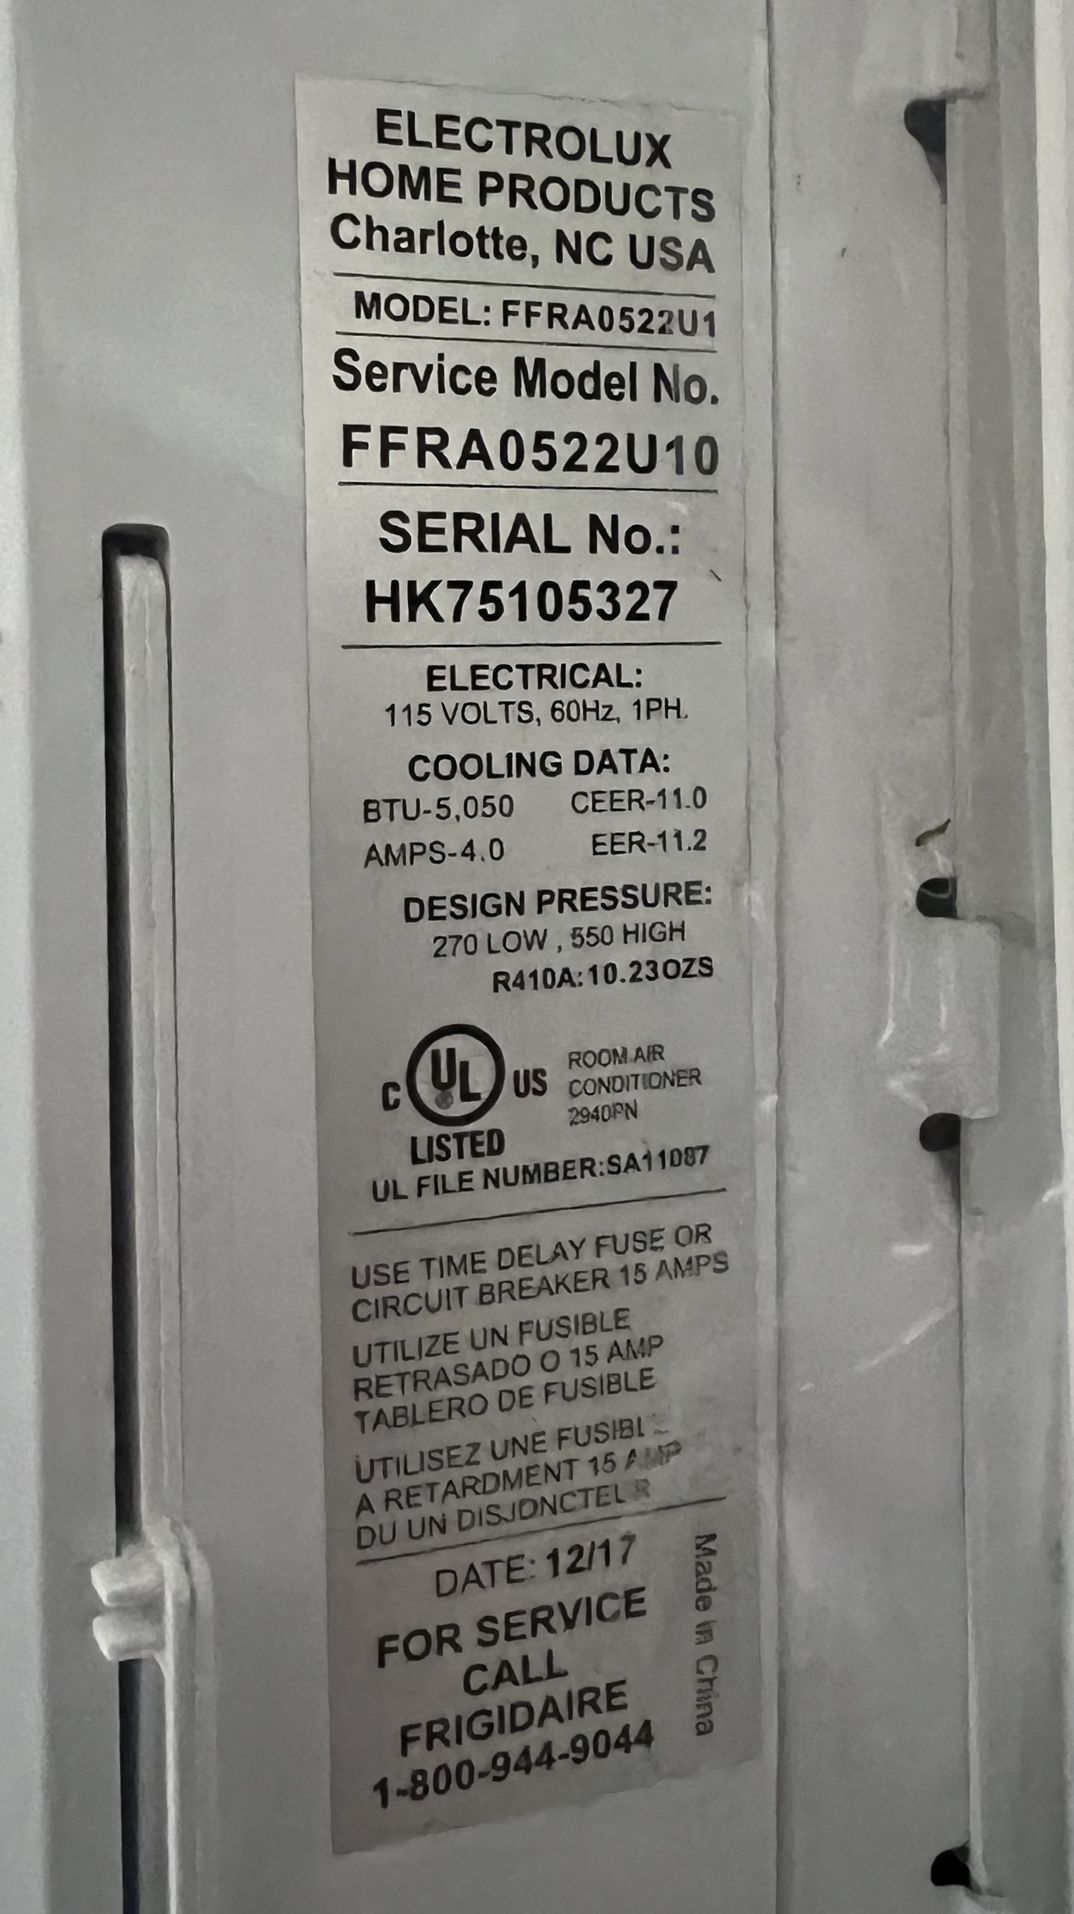 ELECTROLUX
HOME PRODUCTS
Charlotte, NC USA
MODEL: FFRA0522U1
Service Model No.
FFRA0522U10
SERIAL No.:
HK75105327
ELECTRICAL:
115 VOLTS, 60Hz, 1PH.
COOLING DATA:
BTU-5,050 CEER-11.0
AMPS-4.0 EER-11.2
DESIGN PRESSURE:
270 LOW , 550 HIGH
R410A:10.23OZS
C UL US
LISTED
ROOM AIR
CONDITIONER
2940PN
UL FILE NUMBER:SA11087
USE TIME DELAY FUSE OR
CIRCUIT BREAKER 15 AMPS
UTILIZE UN FUSIBLE
RETRASADO O 15 AMP
TABLERO DE FUSIBLE
UTILISEZ UNE FUSIBLE
A RETARDMENT 15 AMP
DU UN DISJONCTEUR
DATE: 12/17
FOR SERVICE
CALL
FRIGIDAIRE
1-800-944-9044
Made in China